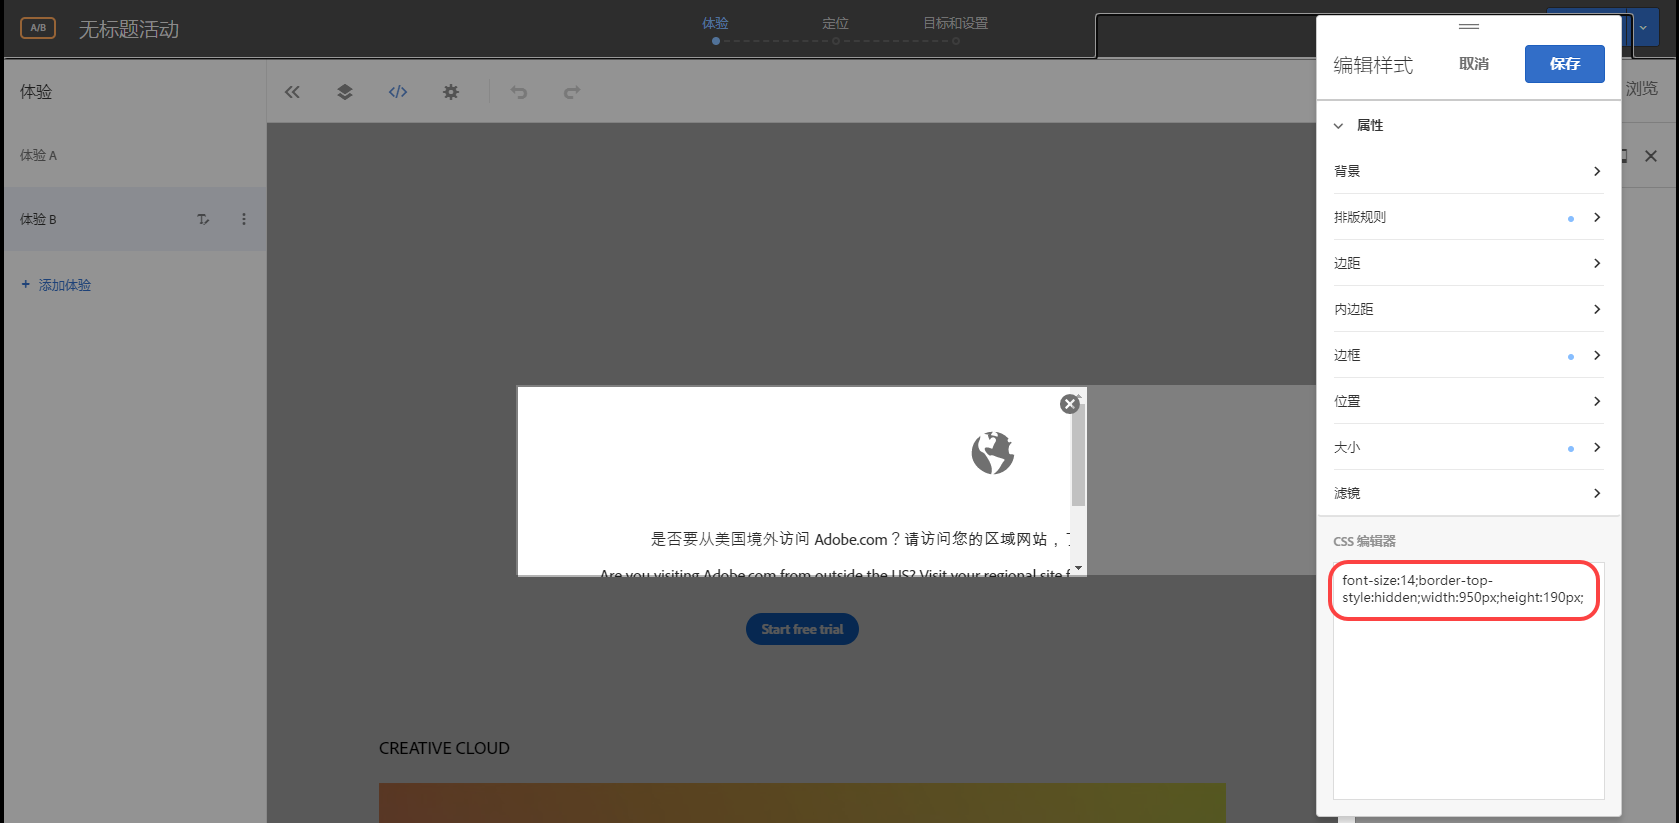 A/B
无标题活动
体验
定位
目标和设置
编辑样式
取消
保存
体验
浏览
体验 A
体验 B
+ 添加体验
属性
背景
排版规则
边距
内边距
边框
位置
大小
滤镜
CSS 编辑器
font-size:14;border-top-
style:hidden;width:950px;height:190px;
是否要从美国境外访问 Adobe.com？请访问您的区域网站，
Are you visiting Adobe.com from outside the US? Visit your regional site
Start free trial
CREATIVE CLOUD